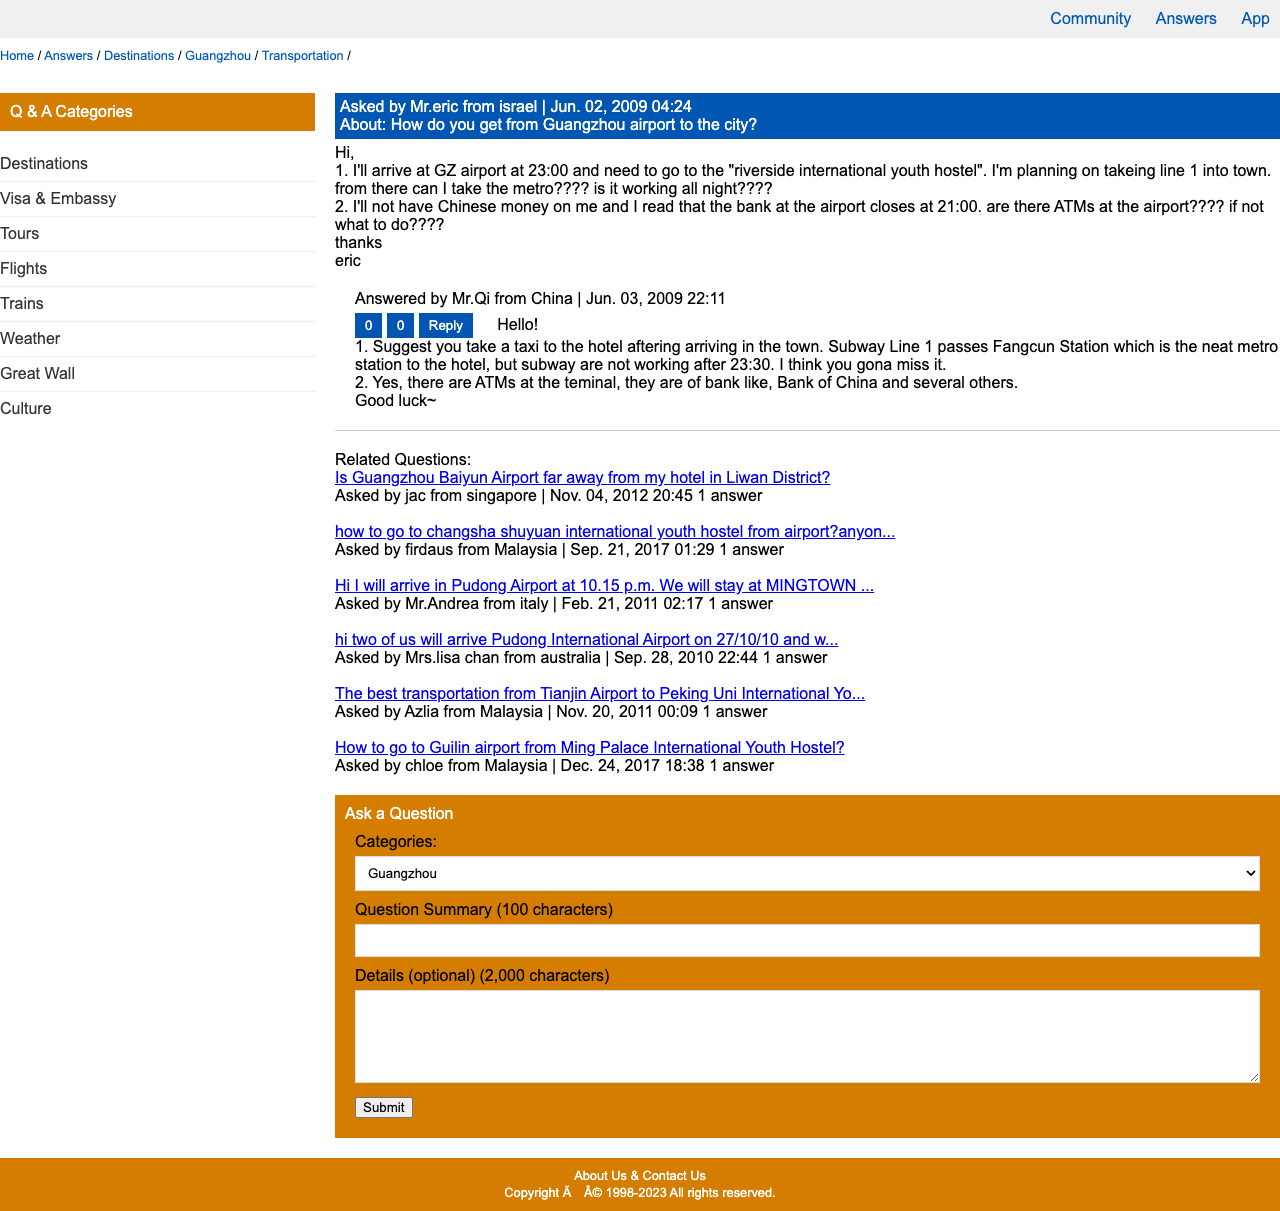 Community Answers App
Home / Answers / Destinations / Guangzhou / Transportation /
Q & A Categories
Destinations
Visa & Embassy
Tours
Flights
Trains
Weather
Great Wall
Culture
Asked by Mr.eric from israel | Jun. 02, 2009 04:24
About: How do you get from Guangzhou airport to the city?
Hi,
1. I'll arrive at GZ airport at 23:00 and need to go to the "riverside international youth hostel". I'm planning on takeing line 1 into town.
from there can I take the metro???? is it working all night????
2. I'll not have Chinese money on me and I read that the bank at the airport closes at 21:00. are there ATMs at the airport???? if not
what to do????
thanks
eric
Answered by Mr.Qi from China | Jun. 03, 2009 22:11
0 0 Reply Hello!
1. Suggest you take a taxi to the hotel aftering arriving in the town. Subway Line 1 passes Fangcun Station which is the neat metro
station to the hotel, but subway are not working after 23:30. I think you gona miss it.
2. Yes, there are ATMs at the teminal, they are of bank like, Bank of China and several others.
Good luck~
Related Questions:
Is Guangzhou Baiyun Airport far away from my hotel in Liwan District?
Asked by jac from singapore | Nov. 04, 2012 20:45 1 answer
how to go to changsha shuyuan international youth hostel from airport?anyon...
Asked by firdaus from Malaysia | Sep. 21, 2017 01:29 1 answer
Hi I will arrive in Pudong Airport at 10.15 p.m. We will stay at MINGTOWN ...
Asked by Mr.Andrea from italy | Feb. 21, 2011 02:17 1 answer
hi two of us will arrive Pudong International Airport on 27/10/10 and w...
Asked by Mrs.lisa chan from australia | Sep. 28, 2010 22:44 1 answer
The best transportation from Tianjin Airport to Peking Uni International Yo...
Asked by Azlia from Malaysia | Nov. 20, 2011 00:09 1 answer
How to go to Guilin airport from Ming Palace International Youth Hostel?
Asked by chloe from Malaysia | Dec. 24, 2017 18:38 1 answer
Ask a Question
Categories:
Guangzhou
Question Summary (100 characters)
Details (optional) (2,000 characters)
Submit
About Us & Contact Us
Copyright Ã Â© 1998-2023 All rights reserved.